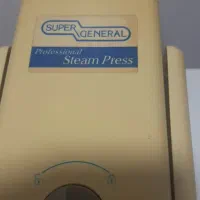 SUPER
GENERAL
Professional
Steam Press